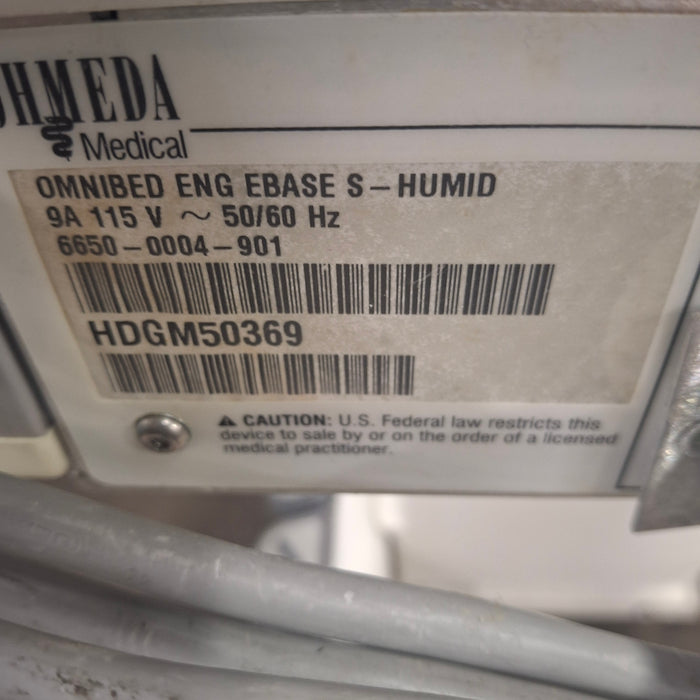 OHMEDA
Medical
OMNIBED ENG EBASE S-HUMID
9A 115 V ~ 50/60 Hz
6650-0004-901
HDGM50369
⚠ CAUTION: U.S. Federal law restricts this
device to sale by or on the order of a licensed
medical practitioner.